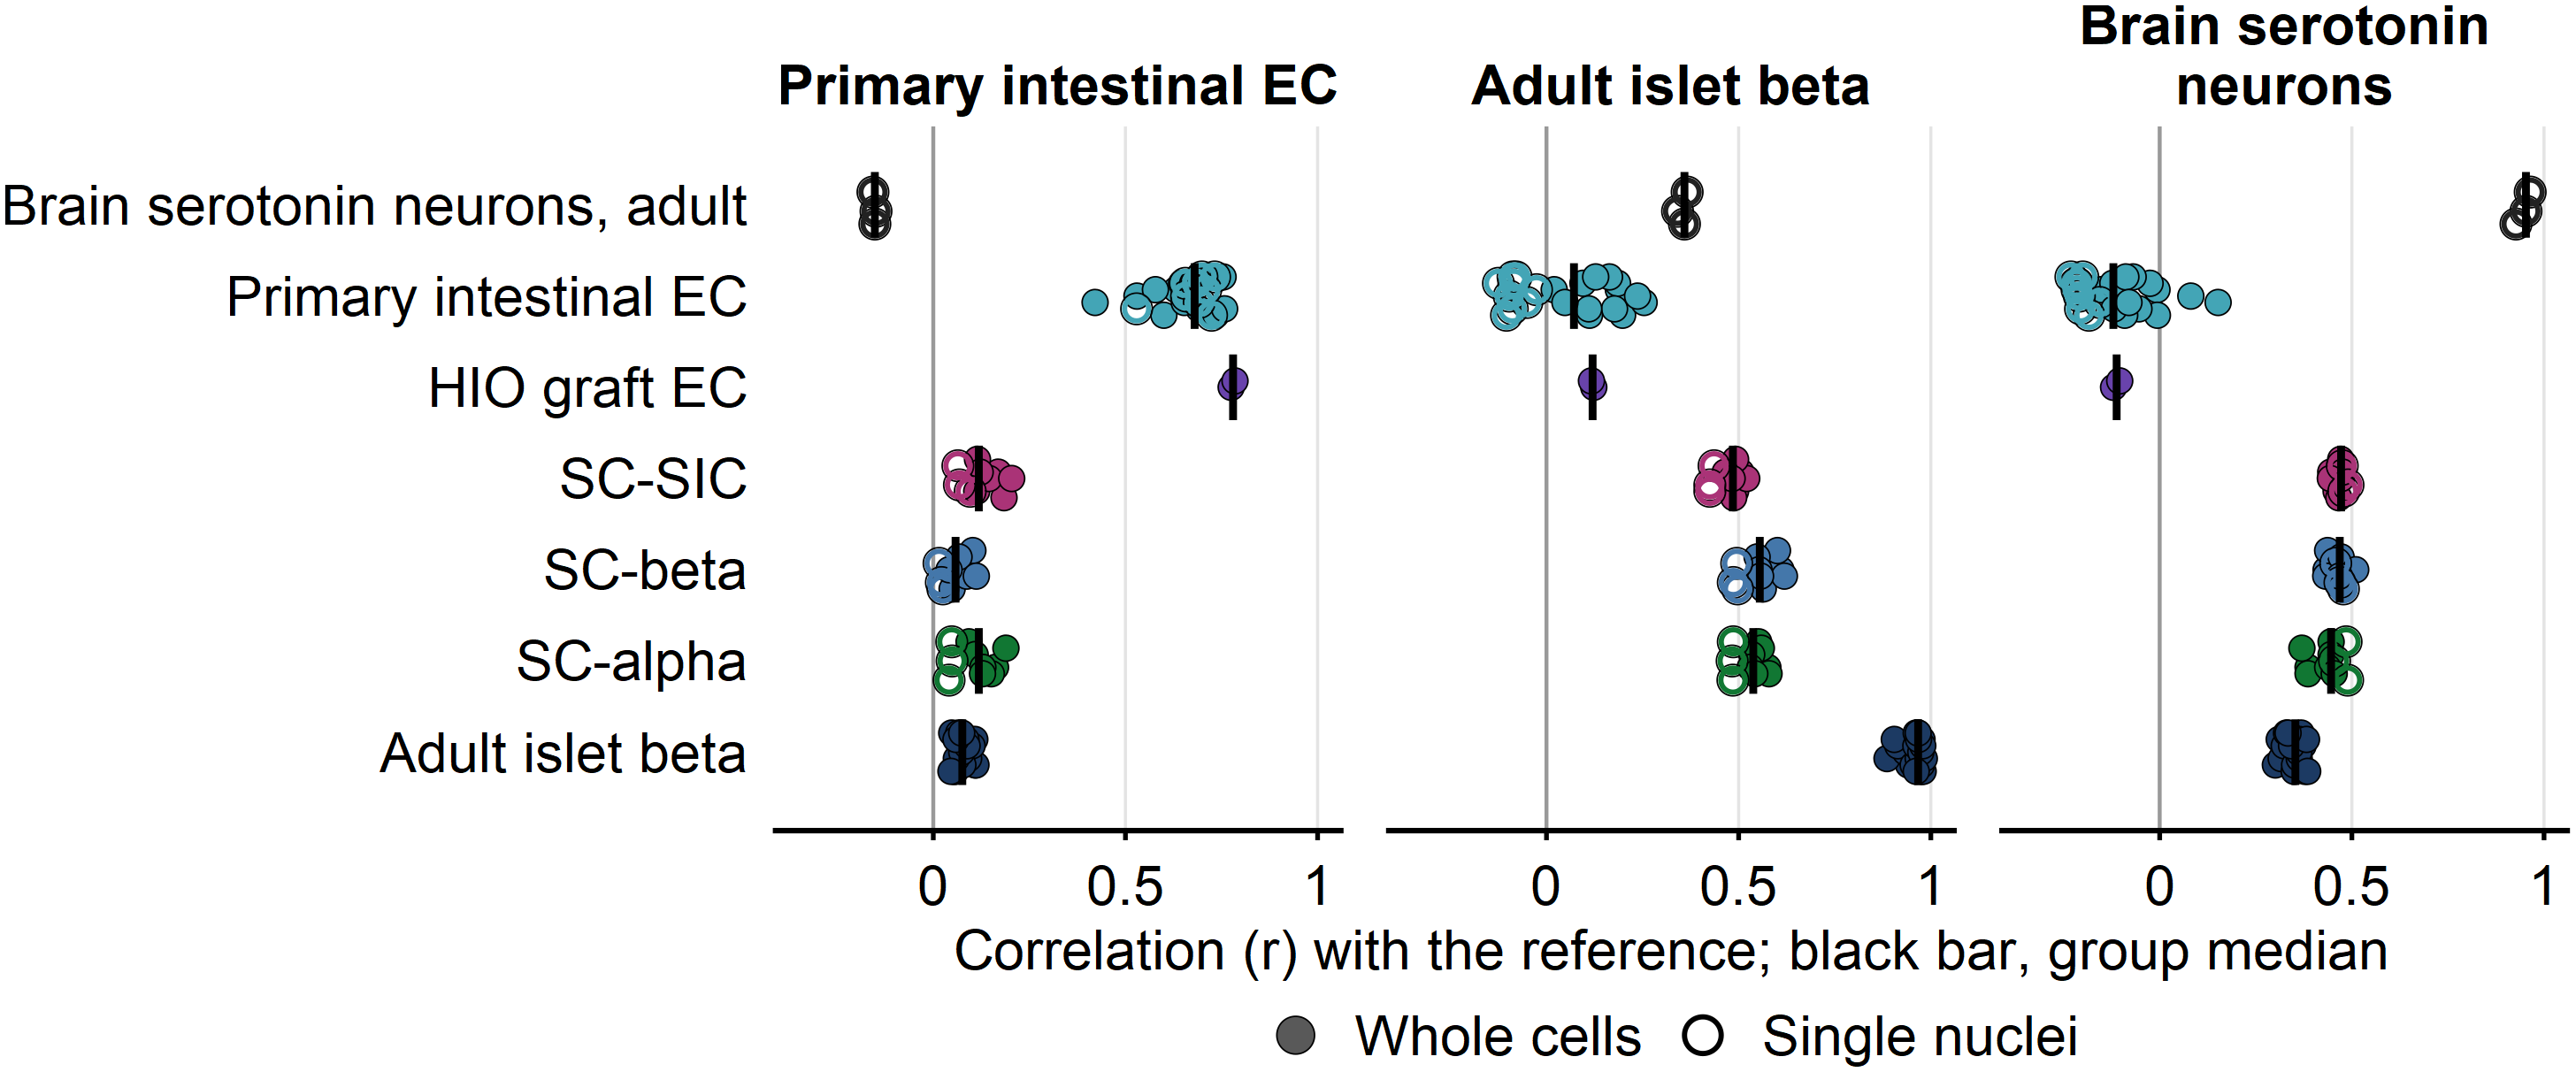 Primary intestinal EC
Adult islet beta
Brain serotonin
neurons
Brain serotonin neurons, adult
Primary intestinal EC
HIO graft EC
SC-SIC
SC-beta
SC-alpha
Adult islet beta
0 0.5 1
0 0.5 1
0 0.5 1
Correlation (r) with the reference; black bar, group median
Whole cells
Single nuclei